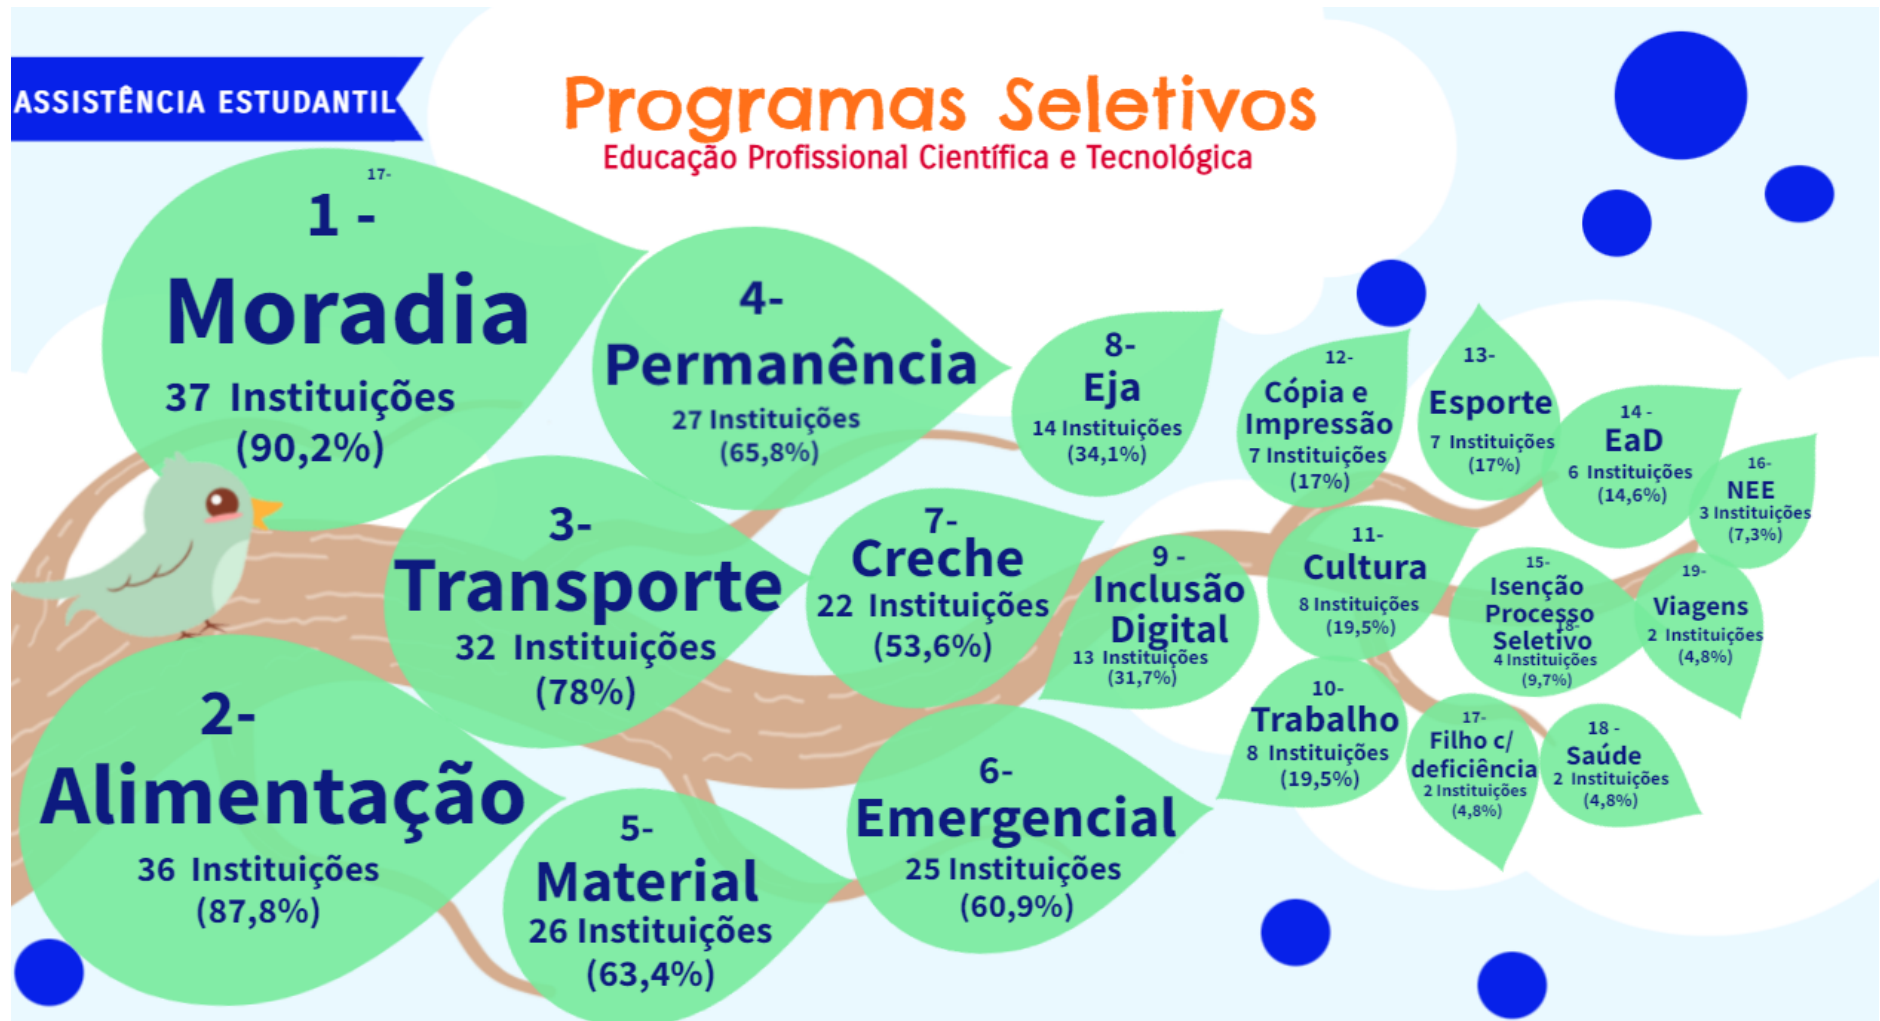 ASSISTÊNCIA ESTUDANTIL
Programas Seletivos
Educação Profissional Científica e Tecnológica
17-
1 -
Moradia
37 Instituições
(90,2%)
2-
Alimentação
36 Instituições
(87,8%)
3-
Transporte
32 Instituições
(78%)
4-
Permanência
27 Instituições
(65,8%)
5-
Material
26 Instituições
(63,4%)
6-
Emergencial
25 Instituições
(60,9%)
7-
Creche
22 Instituições
(53,6%)
8-
Eja
14 Instituições
(34,1%)
9 -
Inclusão
Digital
13 Instituições
(31,7%)
10-
Trabalho
8 Instituições
(19,5%)
11-
Cultura
8 Instituições
(19,5%)
12-
Cópia e
Impressão
7 Instituições
(17%)
13-
Esporte
7 Instituições
(17%)
14 -
EaD
6 Instituições
(14,6%)
15-
Isenção
Processo
18-
Seletivo
4 Instituições
(9,7%)
16-
NEE
3 Instituições
(7,3%)
17-
Filho c/
deficiência
2 Instituições
(4,8%)
18 -
Saúde
2 Instituições
(4,8%)
19-
Viagens
2 Instituições
(4,8%)